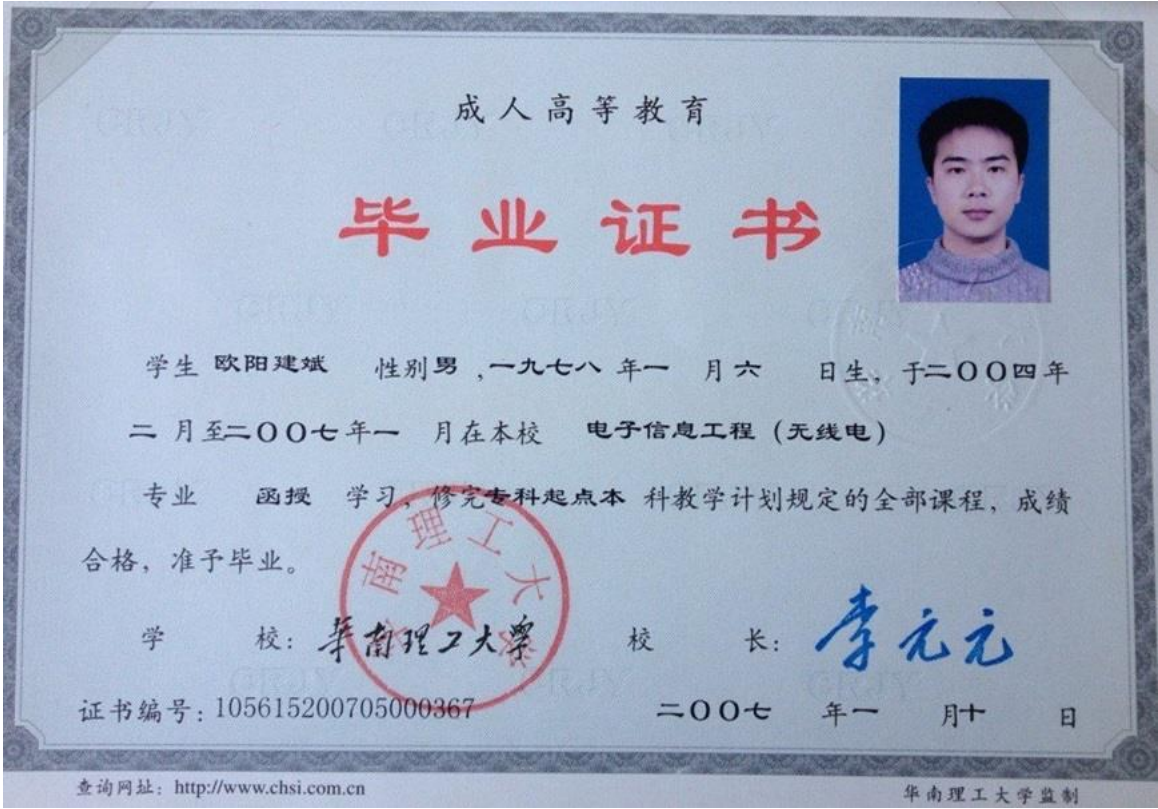 成人高等教育
毕业证书
学生 欧阳建斌 性别男,一九七八年一月六日生,于二〇〇四年
二月至二〇〇七年一月在本校 电子信息工程(无线电)
专业 函授 学习,修完专科起点本科教学计划规定的全部课程,成绩
合格,准予毕业。
华南理工大学
学校:华南理工大学 校长:李元元
证书编号:105615200705000367 二〇〇七年一月十日
查询网址:http://www.chsi.com.cn 华南理工大学监制